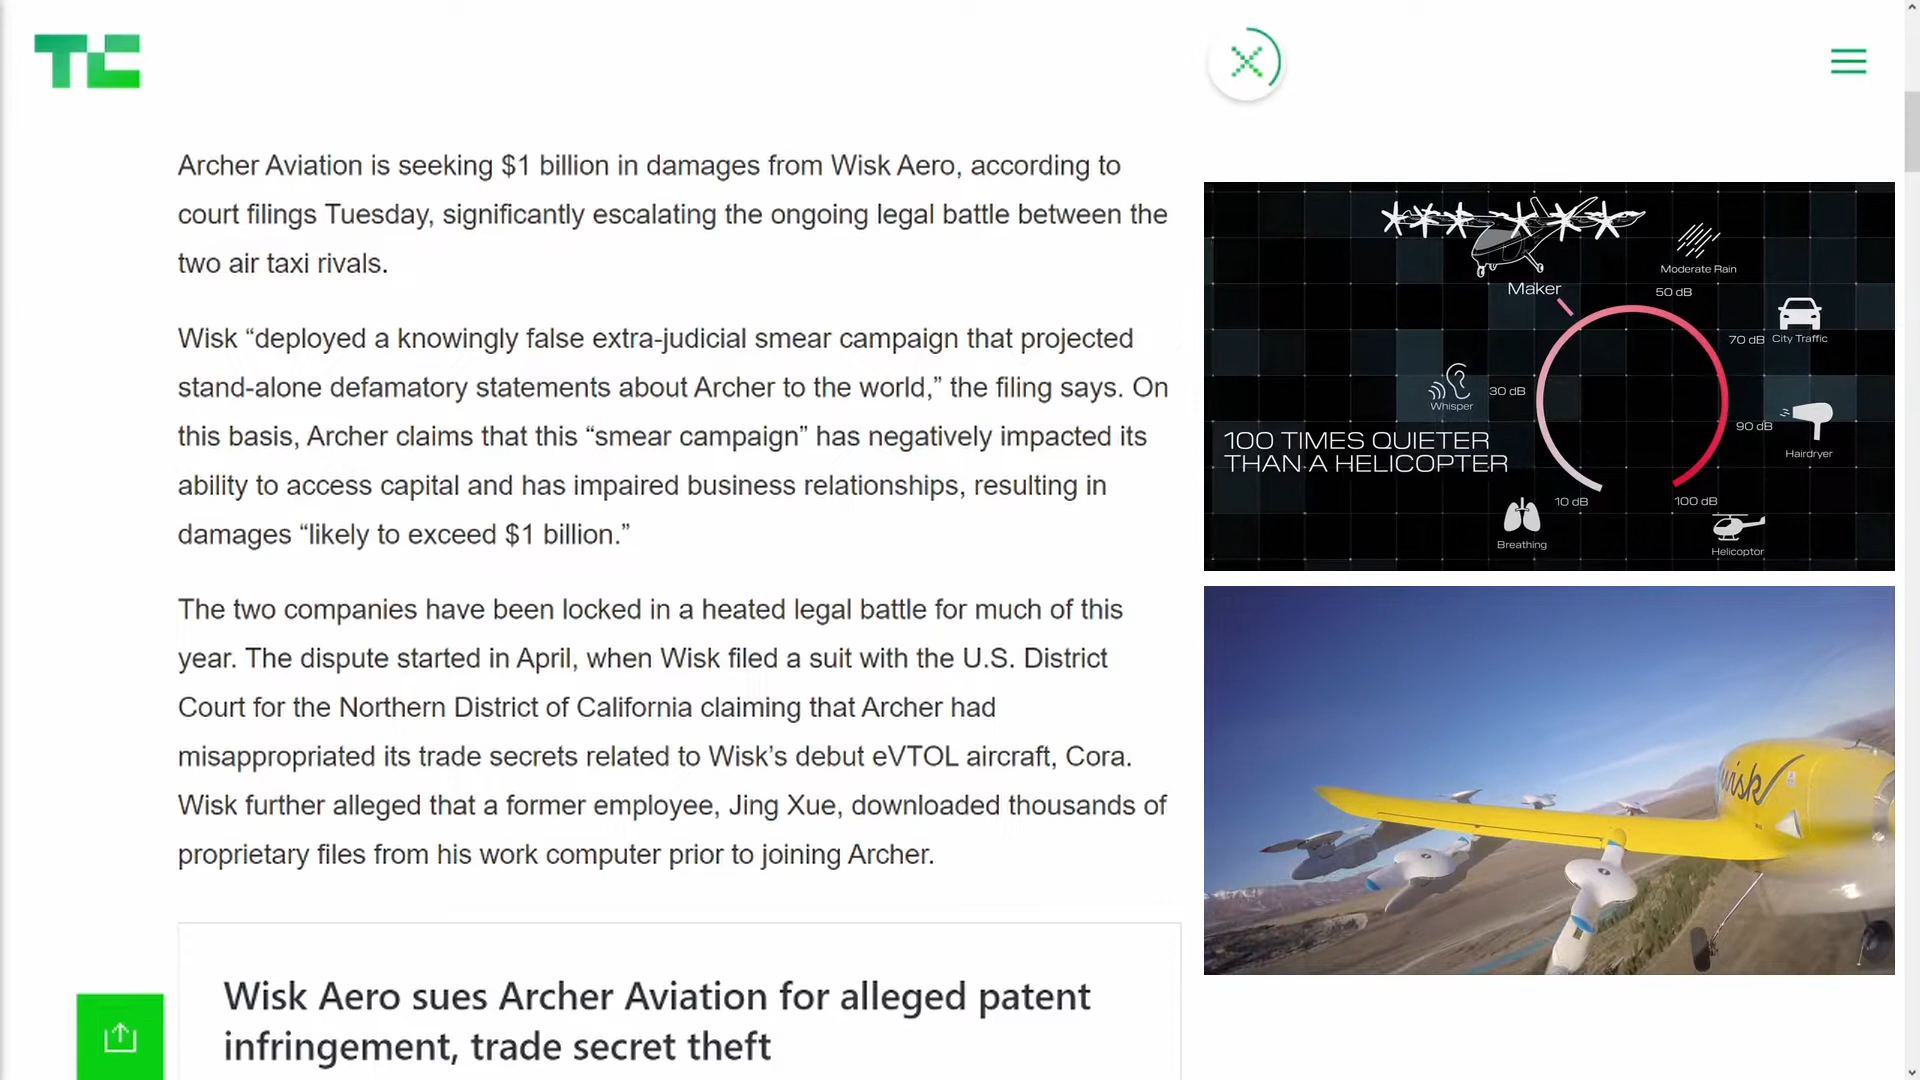 TC
Archer Aviation is seeking $1 billion in damages from Wisk Aero, according to
court filings Tuesday, significantly escalating the ongoing legal battle between the
two air taxi rivals.
Wisk “deployed a knowingly false extra-judicial smear campaign that projected
stand-alone defamatory statements about Archer to the world,” the filing says. On
this basis, Archer claims that this “smear campaign” has negatively impacted its
ability to access capital and has impaired business relationships, resulting in
damages “likely to exceed $1 billion.”
The two companies have been locked in a heated legal battle for much of this
year. The dispute started in April, when Wisk filed a suit with the U.S. District
Court for the Northern District of California claiming that Archer had
misappropriated its trade secrets related to Wisk’s debut eVTOL aircraft, Cora.
Wisk further alleged that a former employee, Jing Xue, downloaded thousands of
proprietary files from his work computer prior to joining Archer.
Wisk Aero sues Archer Aviation for alleged patent
infringement, trade secret theft
Moderate Rain
Maker
50 dB
70 dB City Traffic
30 dB
Whisper
90 dB
100 TIMES QUIETER
THAN A HELICOPTER
Hairdryer
10 dB
100 dB
Breathing
Helicoptor
wisk